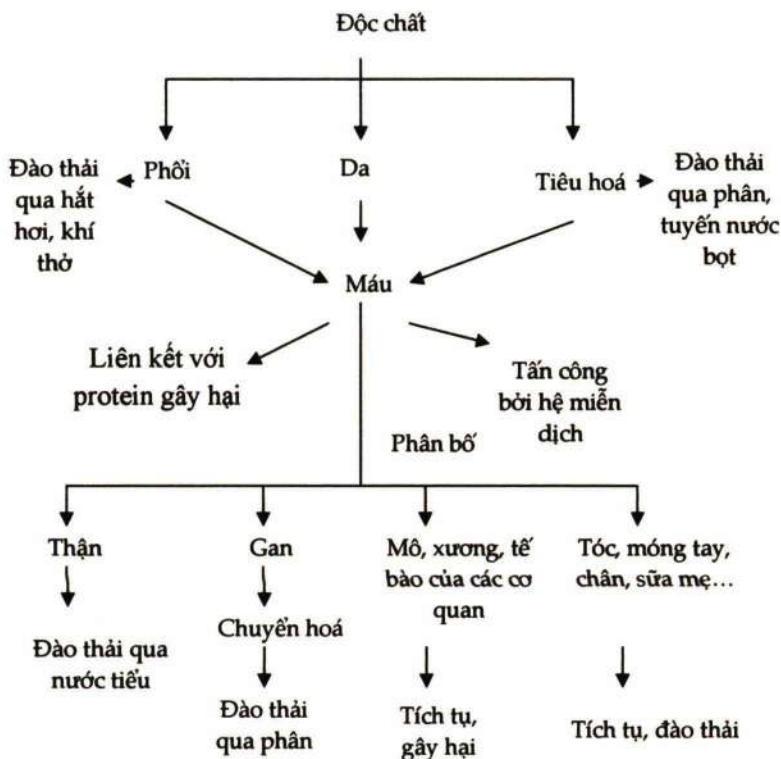 Độc chất
Đào thải
qua hắt
hơi, khí
thở
Phổi
Da
Tiêu hoá
Đào thải
qua phân,
tuyến nước
bọt
Máu
Liên kết với
protein gây hại
Tấn công
bởi hệ miễn
dịch
Phân bố
Thận
Gan
Mô, xương, tế
bào của các cơ
quan
Tóc, móng tay,
chân, sữa mẹ...
Đào thải qua
nước tiểu
Chuyển hoá
Đào thải
qua phân
Tích tụ,
gây hại
Tích tụ, đào thải